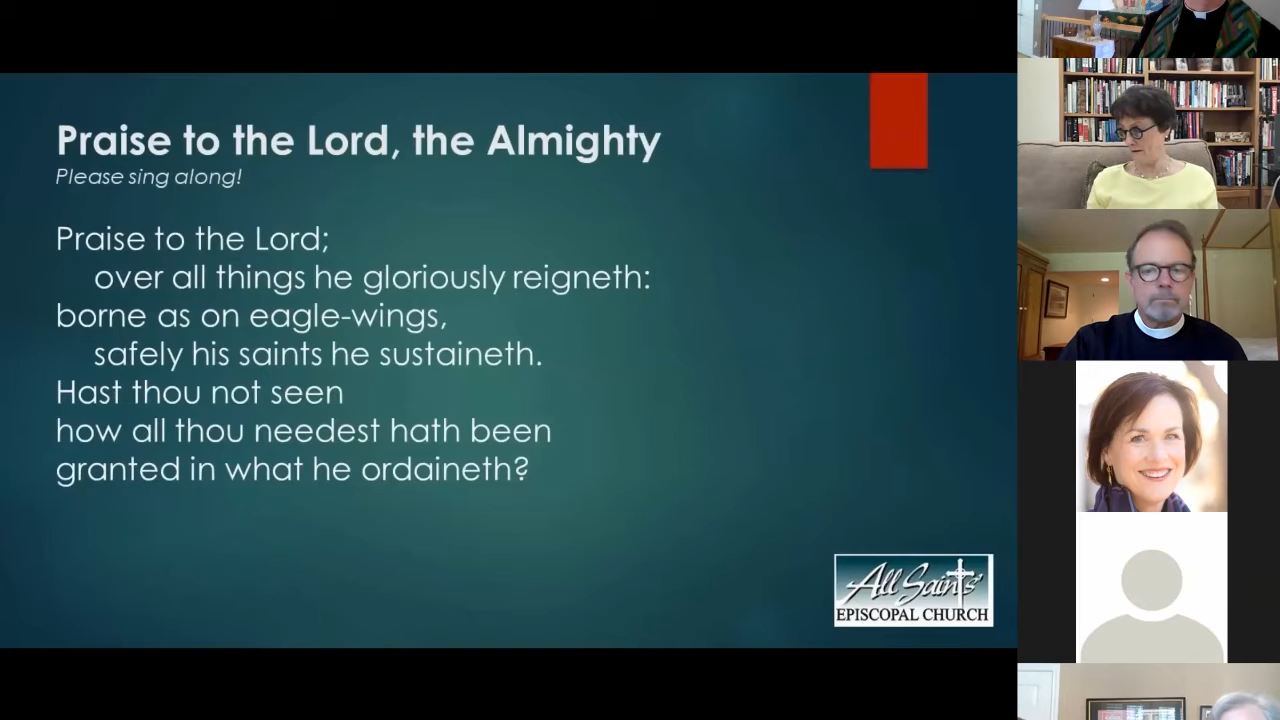 Praise to the Lord, the Almighty
Please sing along!
Praise to the Lord;
over all things he gloriously reigneth:
borne as on eagle-wings,
safely his saints he sustaineth.
Hast thou not seen
how all thou needest hath been
granted in what he ordaineth?
All Saints'
EPISCOPAL CHURCH